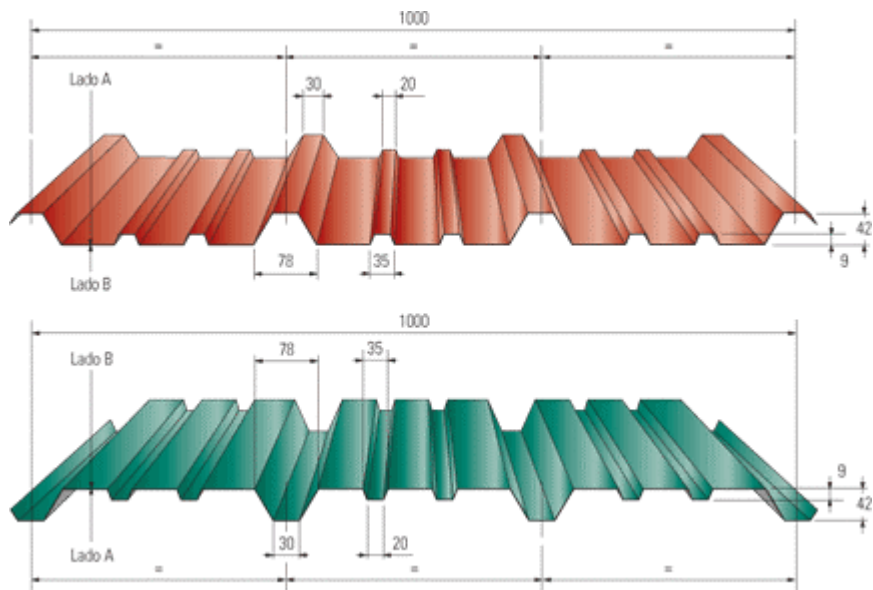 1000
= = =
Lado A
30 20
42
9
78 35
Lado B
1000
78 35
Lado B
9
42
Lado A
30 20
= = =